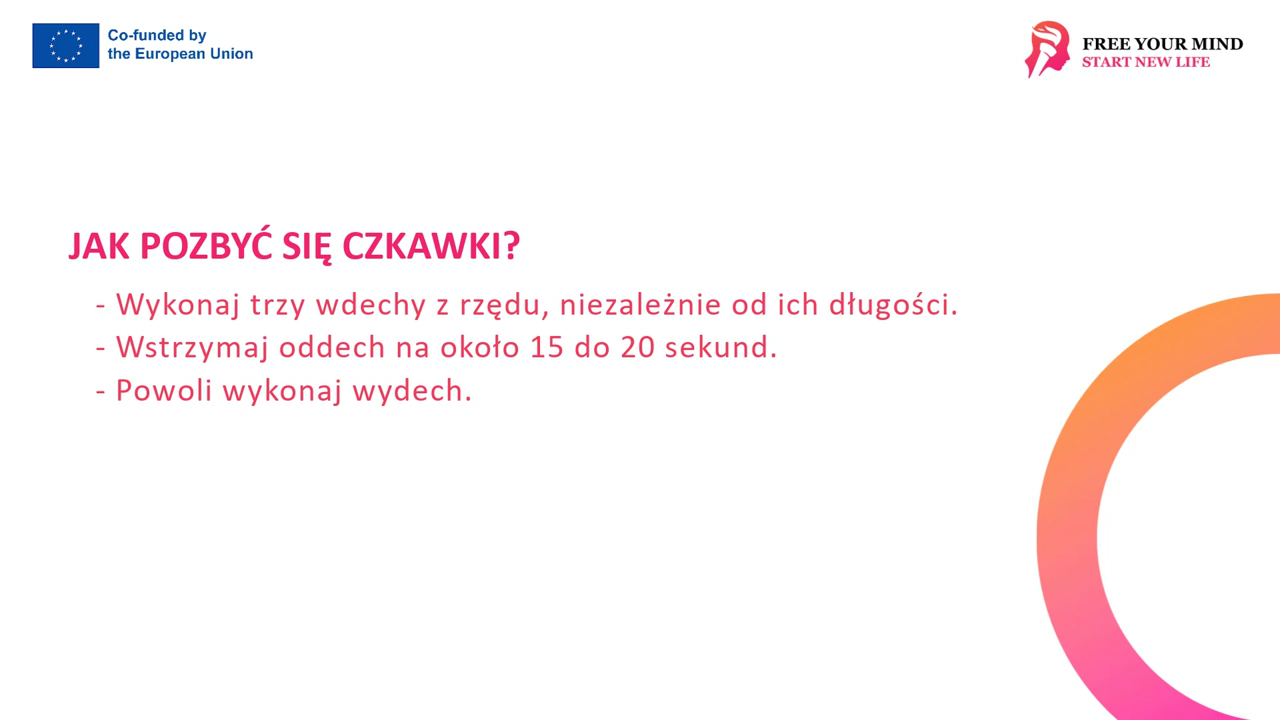 Co-funded by
the European Union
FREE YOUR MIND
START NEW LIFE
JAK POZBYĆ SIĘ CZKAWKI?
- Wykonaj trzy wdechy z rzędu, niezależnie od ich długości.
- Wstrzymaj oddech na około 15 do 20 sekund.
- Powoli wykonaj wydech.